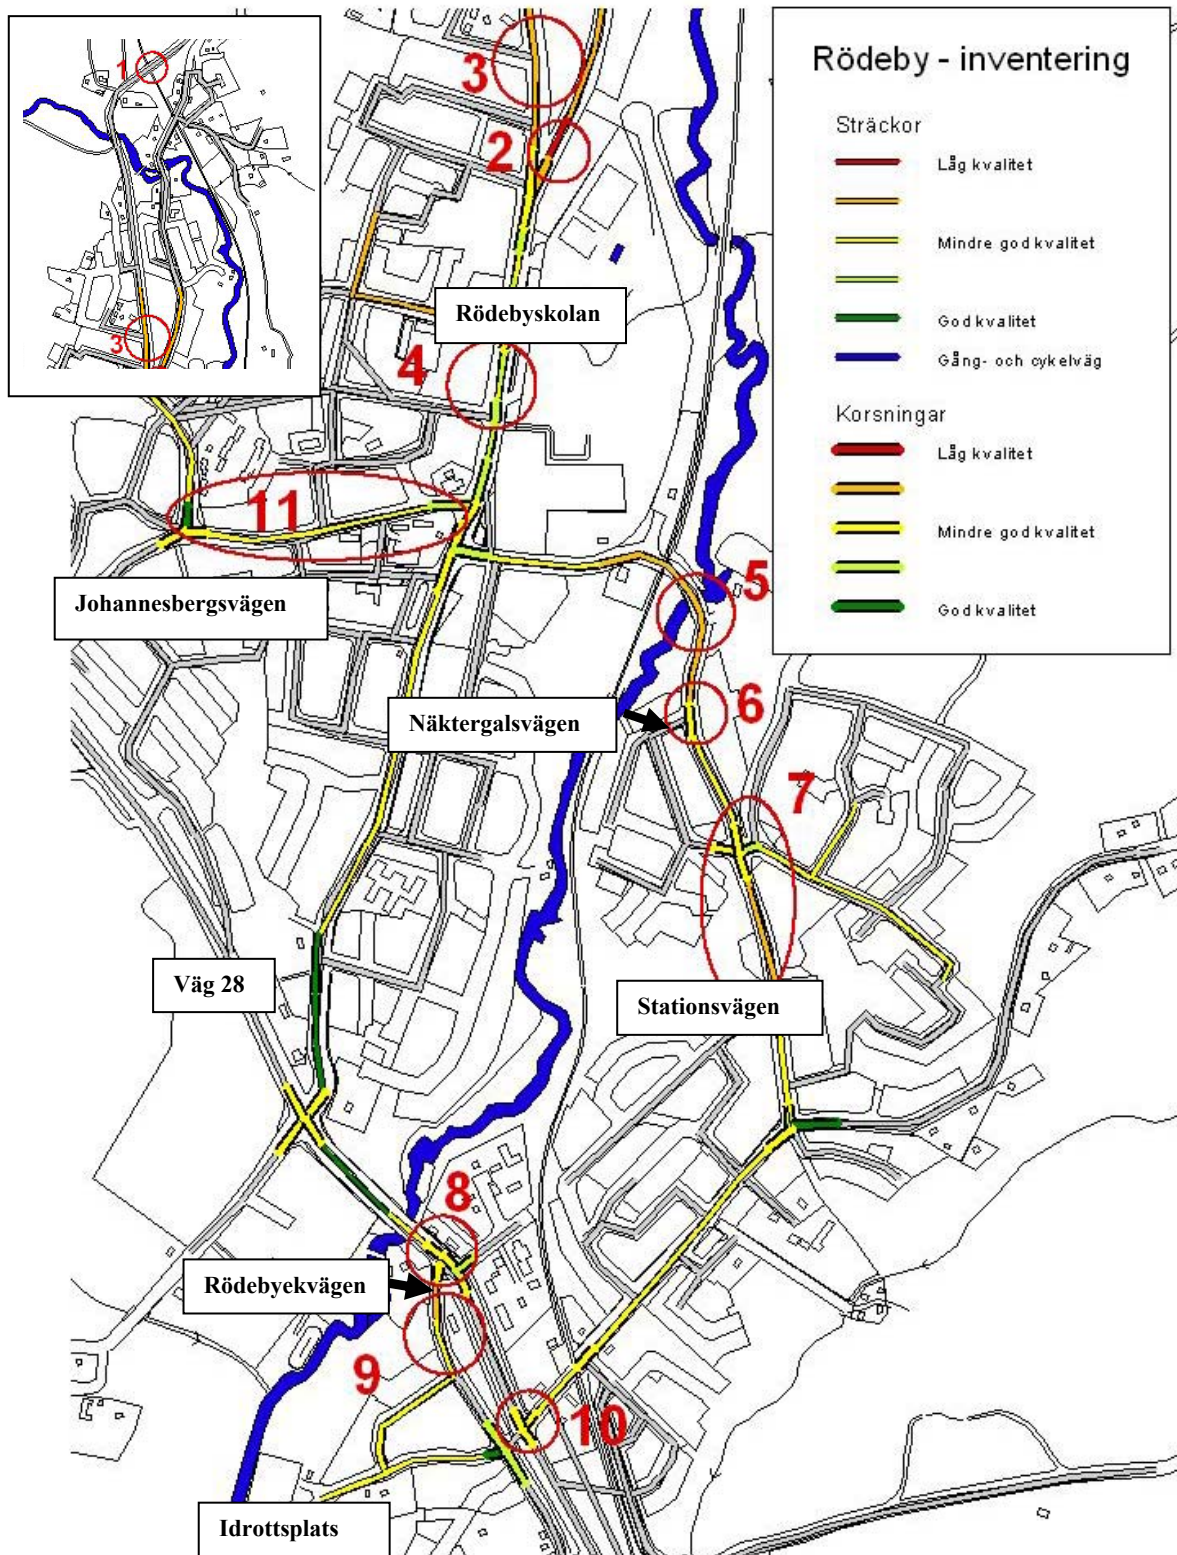 1
3
3
2
4
Rödeby - inventering
Sträckor
Låg kvalitet
Mindre god kvalitet
God kvalitet
Gång- och cykelväg
Korsningar
Låg kvalitet
Mindre god kvalitet
God kvalitet
Rödebyskolan
11
5
Johannesbergsvägen
Näktergalsvägen
6
7
Väg 28
Stationsvägen
8
Rödebyekvägen
9
10
Idrottsplats